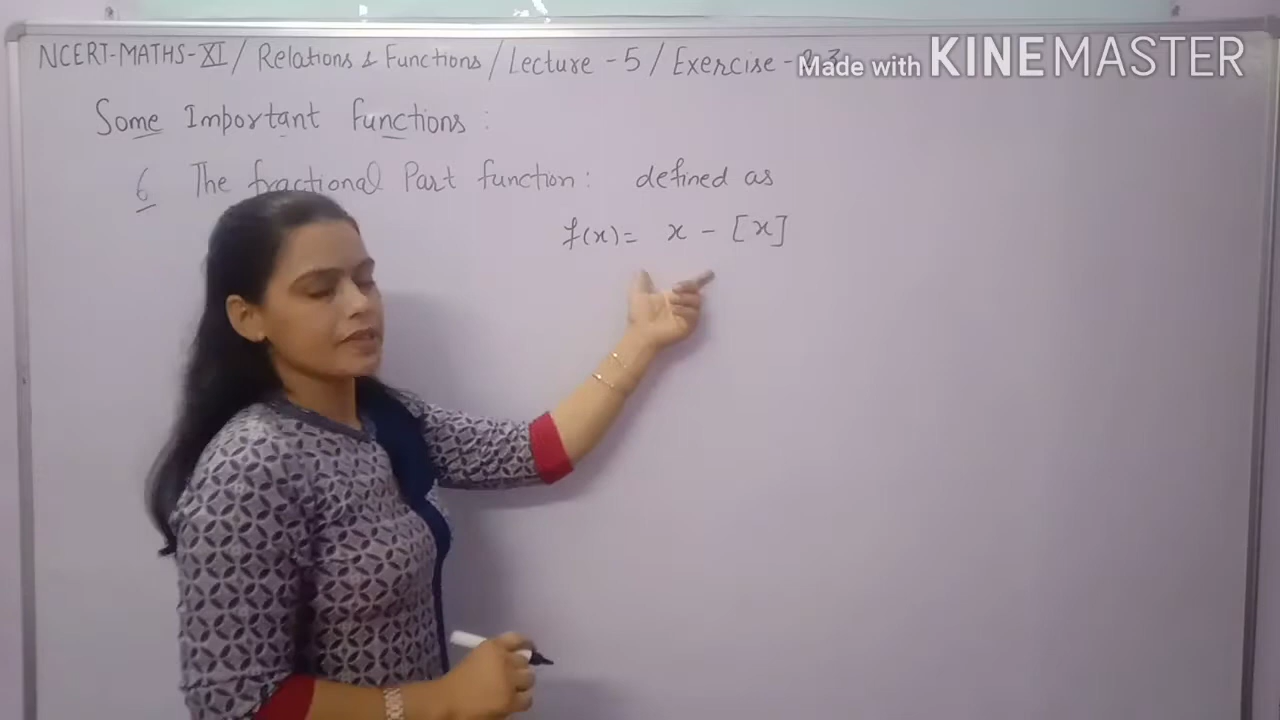 NCERT-MATHS-XI / Relations & Functions / Lecture - 5 / Exercise -
Made with KINEMASTER
Some Important Functions :
6 The fractional Part function : defined as
f(x) = x - [x]